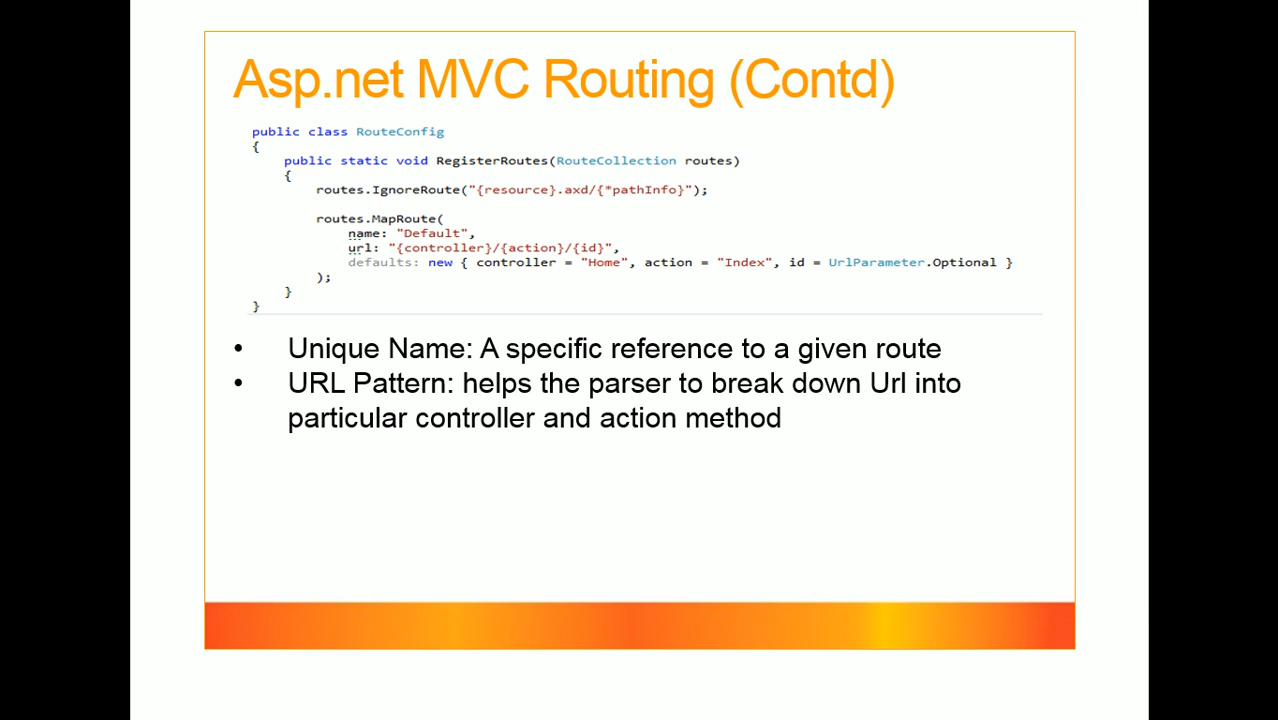 Asp.net MVC Routing (Contd)
public class RouteConfig
{
public static void RegisterRoutes(RouteCollection routes)
{
routes.IgnoreRoute("{resource}.axd/{*pathInfo}");
routes.MapRoute(
name: "Default",
url: "{controller}/{action}/{id}",
defaults: new { controller = "Home", action = "Index", id = UrlParameter.Optional }
);
}
}
• Unique Name: A specific reference to a given route
• URL Pattern: helps the parser to break down Url into
particular controller and action method